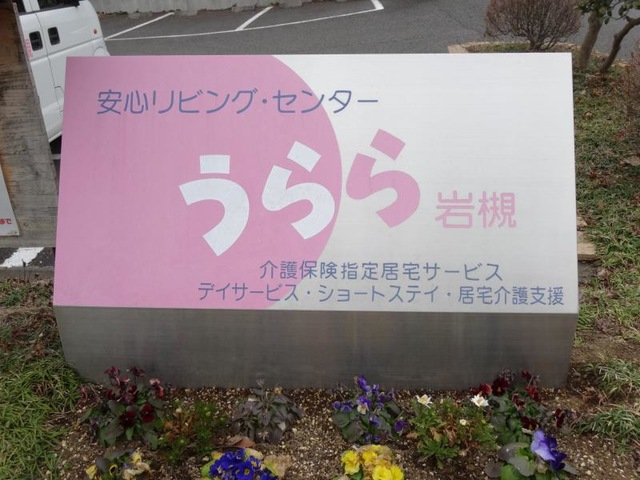 安心リビング・センター
うらら 岩槻
介護保険指定居宅サービス
デイサービス・ショートステイ・居宅介護支援